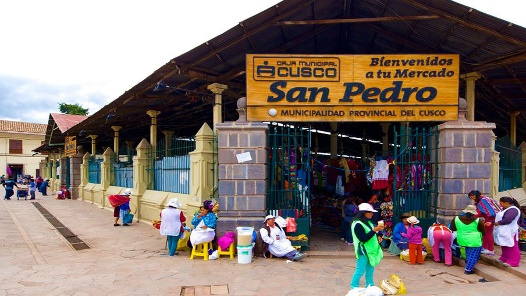 CAJA MUNICIPAL
CUSCO
Bienvenidos
a tu Mercado
San Pedro
MUNICIPALIDAD PROVINCIAL DEL CUSCO